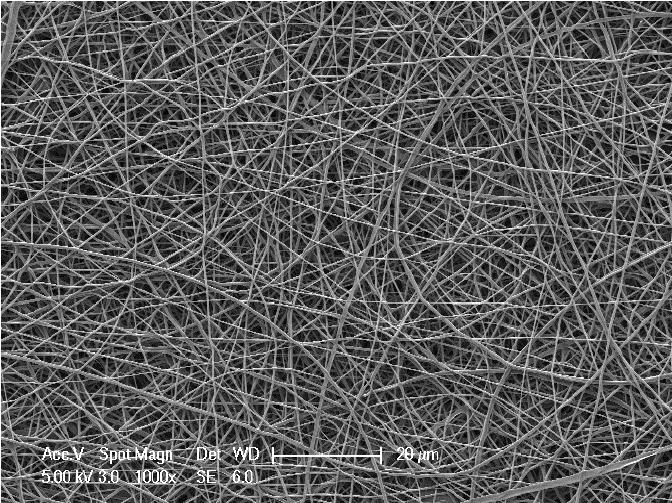 Acc.V Spot Magn Det WD 20 µm
5.00 kV 3.0 1000x SE 6.0